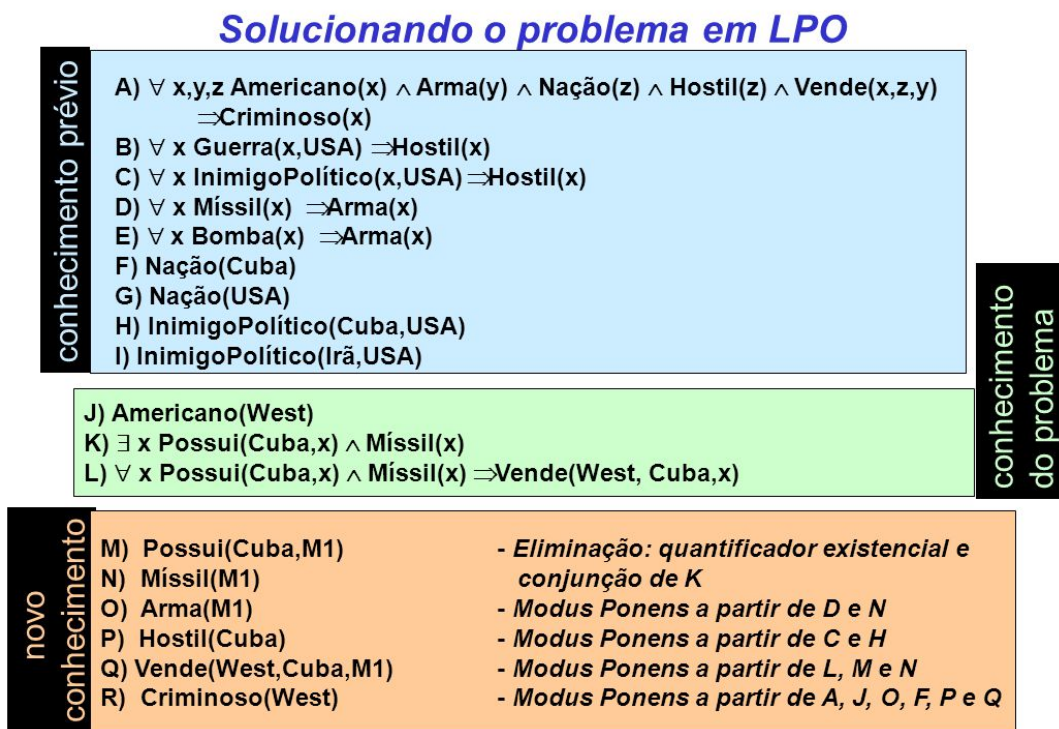 Solucionando o problema em LPO
conhecimento prévio
A) ∀ x,y,z Americano(x) ∧ Arma(y) ∧ Nação(z) ∧ Hostil(z) ∧ Vende(x,z,y)
⇒Criminoso(x)
B) ∀ x Guerra(x,USA) ⇒Hostil(x)
C) ∀ x InimigoPolítico(x,USA) ⇒Hostil(x)
D) ∀ x Míssil(x) ⇒Arma(x)
E) ∀ x Bomba(x) ⇒Arma(x)
F) Nação(Cuba)
G) Nação(USA)
H) InimigoPolítico(Cuba,USA)
I) InimigoPolítico(Irã,USA)
conhecimento
do problema
J) Americano(West)
K) ∃ x Possui(Cuba,x) ∧ Míssil(x)
L) ∀ x Possui(Cuba,x) ∧ Míssil(x) ⇒Vende(West, Cuba,x)
novo
conhecimento
M) Possui(Cuba,M1) - Eliminação: quantificador existencial e
N) Míssil(M1) conjunção de K
O) Arma(M1) - Modus Ponens a partir de D e N
P) Hostil(Cuba) - Modus Ponens a partir de C e H
Q) Vende(West,Cuba,M1) - Modus Ponens a partir de L, M e N
R) Criminoso(West) - Modus Ponens a partir de A, J, O, F, P e Q